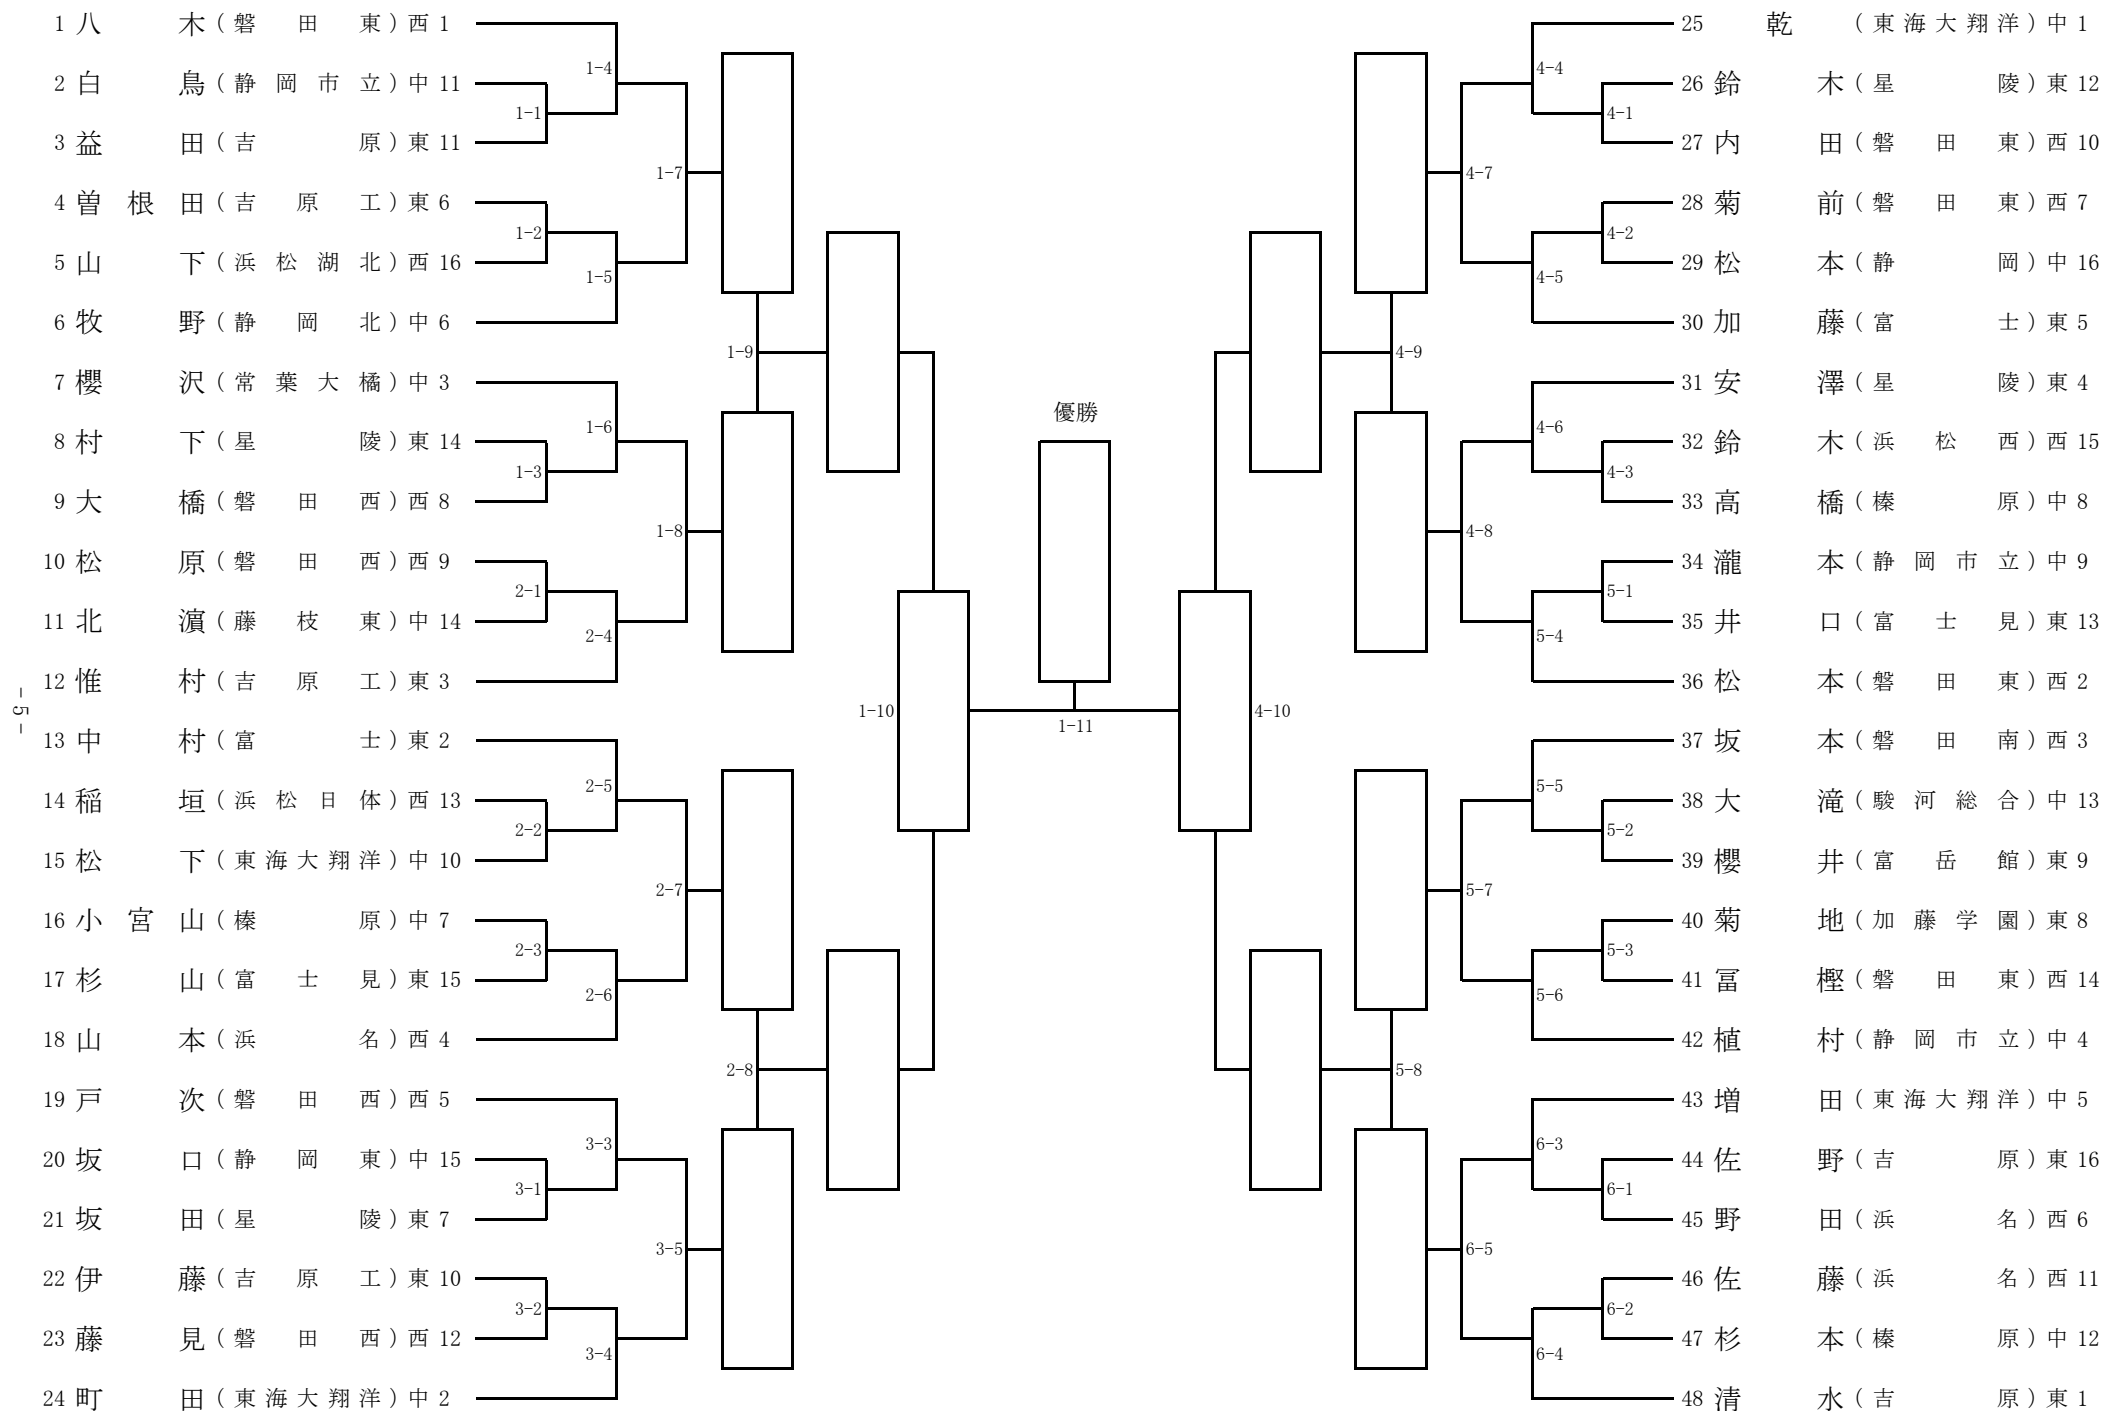 1 八木（磐田東）西 1
2 白鳥（静岡市立）中 11
3 益田（吉原）東 11
4 曽根田（吉原工）東 6
5 山下（浜松湖北）西 16
6 牧野（静岡北）中 6
7 櫻沢（常葉大橘）中 3
8 村下（星陵）東 14
9 大橋（磐田西）西 8
10 松原（磐田西）西 9
11 北濵（藤枝東）中 14
12 惟村（吉原工）東 3
13 中村（富士）東 2
14 稲垣（浜松日体）西 13
15 松下（東海大翔洋）中 10
16 小宮山（榛原）中 7
17 杉山（富士見）東 15
18 山本（浜名）西 4
19 戸次（磐田西）西 5
20 坂口（静岡東）中 15
21 坂田（星陵）東 7
22 伊藤（吉原工）東 10
23 藤見（磐田西）西 12
24 町田（東海大翔洋）中 2
1-1
1-2
1-3
2-1
2-2
2-3
3-1
3-2
1-4
1-5
1-6
2-4
2-5
2-6
3-3
3-4
1-7
1-8
2-7
3-5
1-9
2-8
1-10
優勝
1-11
4-10
4-9
5-8
4-7
4-8
5-7
6-5
4-4
4-5
4-6
5-4
5-5
5-6
6-3
6-4
4-1
4-2
4-3
5-1
5-2
5-3
6-1
6-2
25 乾（東海大翔洋）中 1
26 鈴木（星陵）東 12
27 内田（磐田東）西 10
28 菊前（磐田東）西 7
29 松本（静岡）中 16
30 加藤（富士）東 5
31 安澤（星陵）東 4
32 鈴木（浜松西）西 15
33 高橋（榛原）中 8
34 瀧本（静岡市立）中 9
35 井口（富士見）東 13
36 松本（磐田東）西 2
37 坂本（磐田南）西 3
38 大滝（駿河総合）中 13
39 櫻井（富岳館）東 9
40 菊地（加藤学園）東 8
41 冨樫（磐田東）西 14
42 植村（静岡市立）中 4
43 増田（東海大翔洋）中 5
44 佐野（吉原）東 16
45 野田（浜名）西 6
46 佐藤（浜名）西 11
47 杉本（榛原）中 12
48 清水（吉原）東 1
-5-